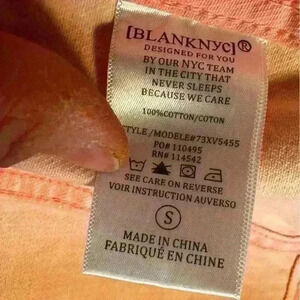 [BLANKNYC]®
DESIGNED FOR YOU
BY OUR NYC TEAM
IN THE CITY THAT
NEVER SLEEPS
BECAUSE WE CARE
100%COTTON/COTON
STYLE/MODELE#73XV5455
PO# 110495
RN# 114542
SEE CARE ON REVERSE
VOIR INSTRUCTION AUVERSO
S
MADE IN CHINA
FABRIQUÉ EN CHINE